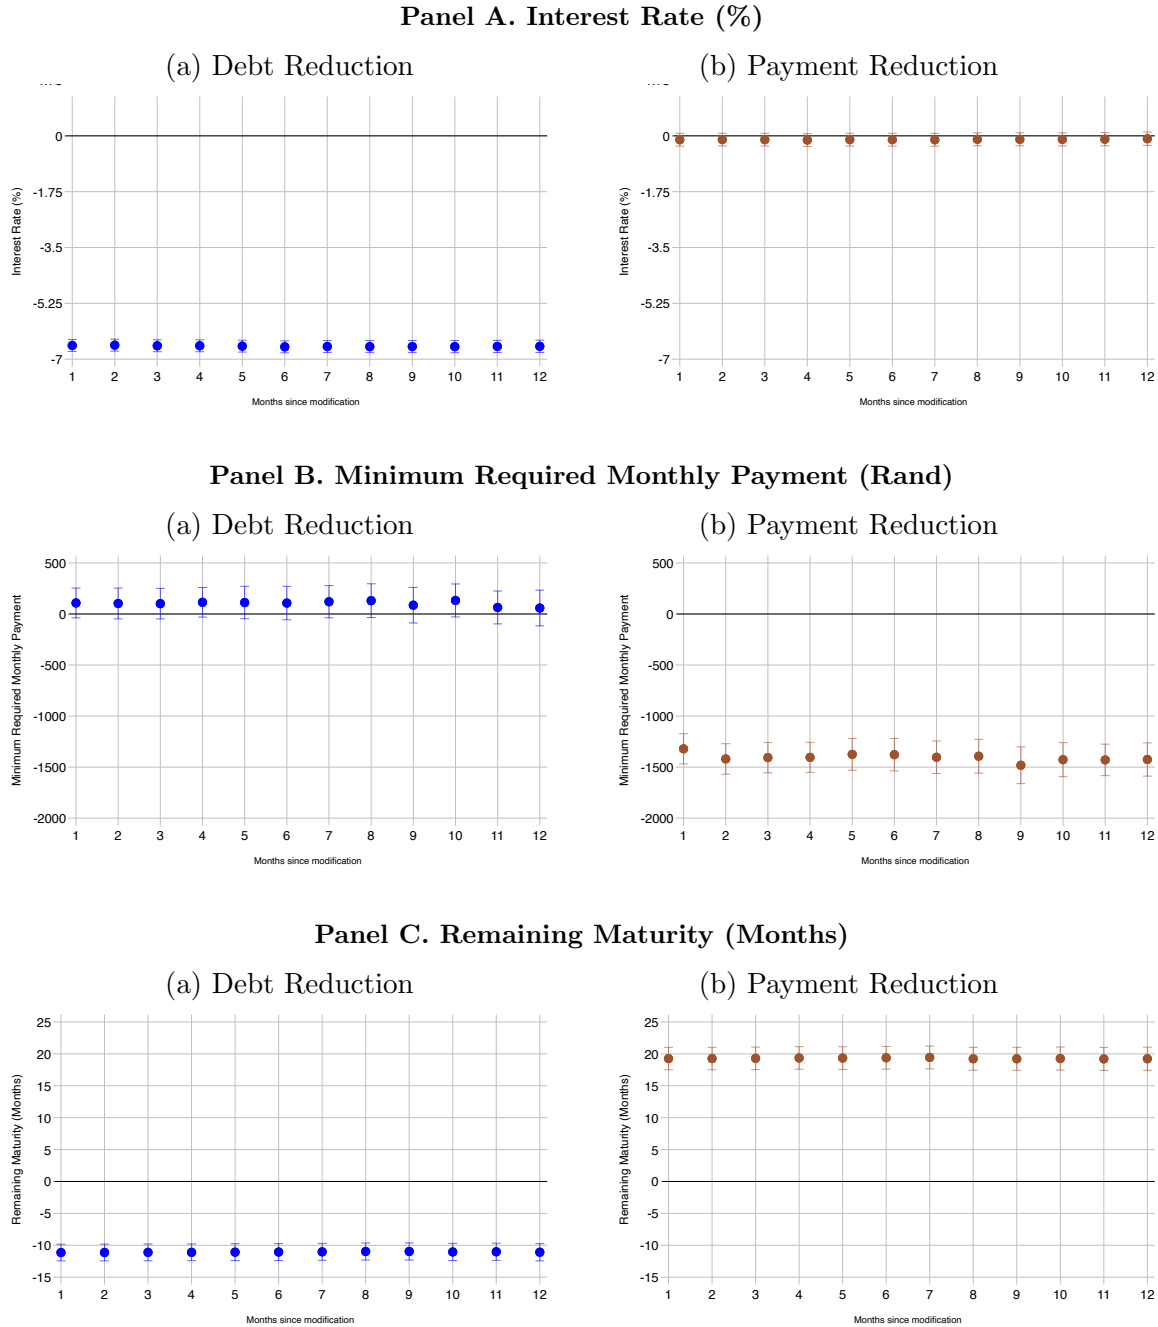 Panel A. Interest Rate (%)
(a) Debt Reduction
(b) Payment Reduction
0
-1.75
-3.5
-5.25
-7
Interest Rate (%)
1 2 3 4 5 6 7 8 9 10 11 12
Months since modification
0
-1.75
-3.5
-5.25
-7
Interest Rate (%)
1 2 3 4 5 6 7 8 9 10 11 12
Months since modification
Panel B. Minimum Required Monthly Payment (Rand)
(a) Debt Reduction
(b) Payment Reduction
500
0
-500
-1000
-1500
-2000
Minimum Required Monthly Payment
1 2 3 4 5 6 7 8 9 10 11 12
Months since modification
500
0
-500
-1000
-1500
-2000
Minimum Required Monthly Payment
1 2 3 4 5 6 7 8 9 10 11 12
Months since modification
Panel C. Remaining Maturity (Months)
(a) Debt Reduction
(b) Payment Reduction
25
20
15
10
5
0
-5
-10
-15
Remaining Maturity (Months)
1 2 3 4 5 6 7 8 9 10 11 12
Months since modification
25
20
15
10
5
0
-5
-10
-15
Remaining Maturity (Months)
1 2 3 4 5 6 7 8 9 10 11 12
Months since modification